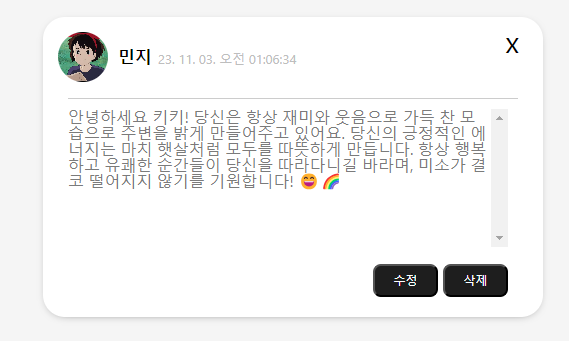 민지 23. 11. 03. 오전 01:06:34
X
안녕하세요 키키! 당신은 항상 재미와 웃음으로 가득 찬 모
습으로 주변을 밝게 만들어주고 있어요. 당신의 긍정적인 에
너지는 마치 햇살처럼 모두를 따뜻하게 만듭니다. 항상 행복
하고 유쾌한 순간들이 당신을 따라다니길 바라며, 미소가 결
코 떨어지지 않기를 기원합니다! 😄 🌈
수정 삭제